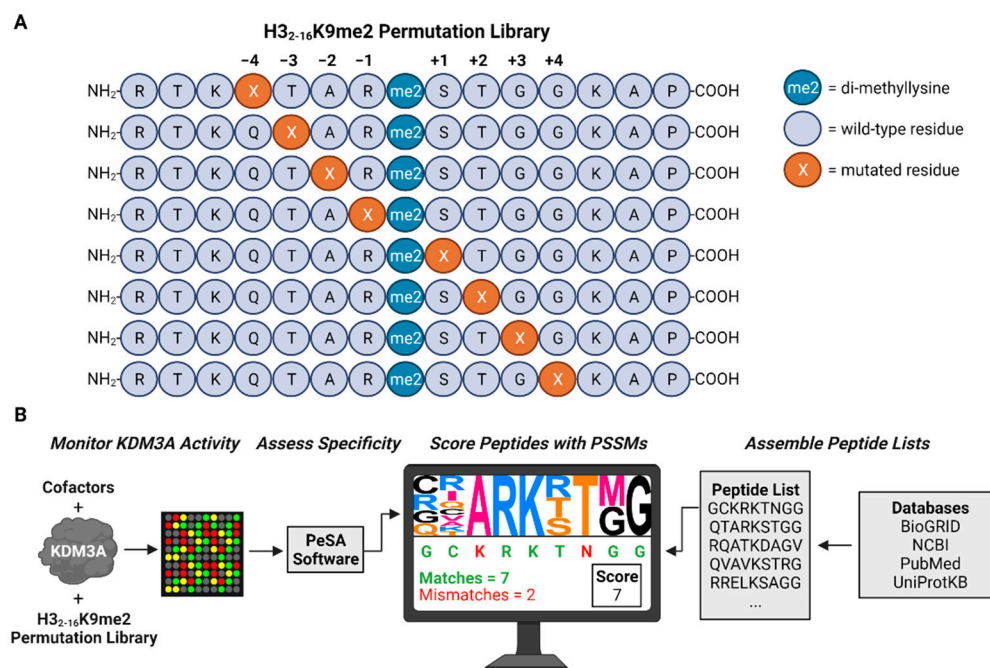 A
H3₂₋₁₆K9me2 Permutation Library
−4 −3 −2 −1 +1 +2 +3 +4
NH₂- R T K X T A R me2 S T G G K A P -COOH
NH₂- R T K Q X A R me2 S T G G K A P -COOH
NH₂- R T K Q T X R me2 S T G G K A P -COOH
NH₂- R T K Q T A X me2 S T G G K A P -COOH
NH₂- R T K Q T A R me2 X T G G K A P -COOH
NH₂- R T K Q T A R me2 S X G G K A P -COOH
NH₂- R T K Q T A R me2 S T X G K A P -COOH
NH₂- R T K Q T A R me2 S T G X K A P -COOH
me2 = di-methyllysine
= wild-type residue
X = mutated residue
B
Monitor KDM3A Activity
Cofactors
+
KDM3A
+
H3₂₋₁₆K9me2
Permutation Library
Assess Specificity
PeSA
Software
Score Peptides with PSSMs
C R A R K R T M G
R I S G
G Q T
Q C
G C K R K T N G G
Matches = 7
Mismatches = 2
Score
7
Assemble Peptide Lists
Peptide List
GCKRKTNGG
QTARKSTGG
RQATKDAGV
QVAVKSTRG
RRELKSAGG
...
Databases
BioGRID
NCBI
PubMed
UniProtKB